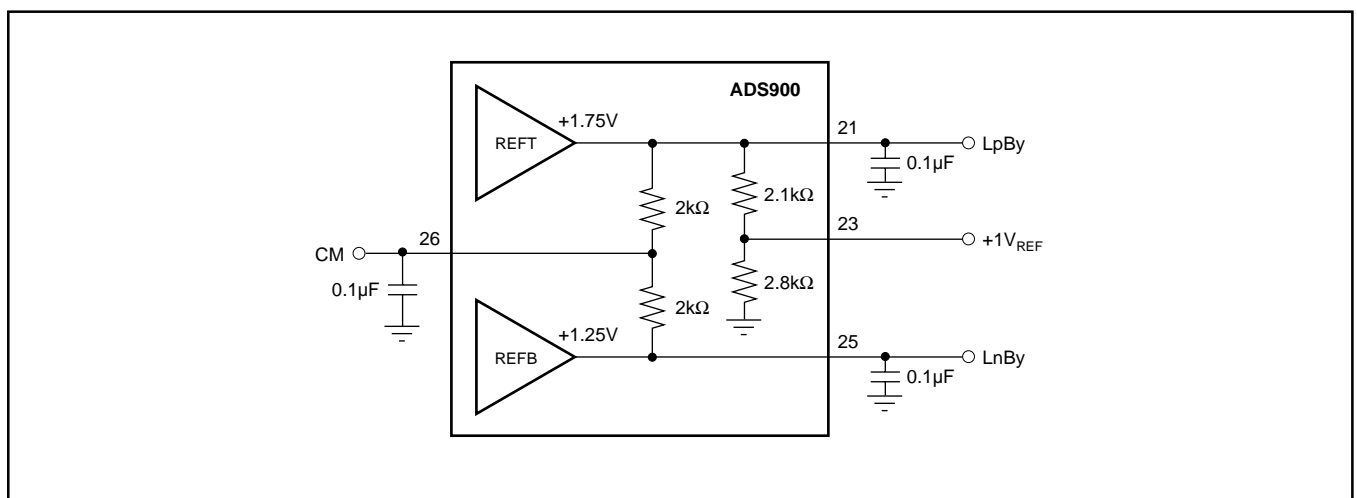 ADS900
+1.75V
REFT
21
LpBy
0.1µF
2.1kΩ
2kΩ
23
+1VREF
26
CM
2.8kΩ
0.1µF
2kΩ
+1.25V
REFB
25
LnBy
0.1µF